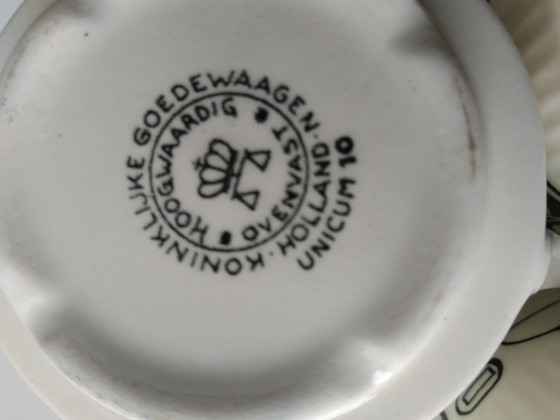 KONINKLIJKE GOEDEWAAGEN · HOLLAND ·
HOOGWAARDIG
OVENVAST
UNICUM 10